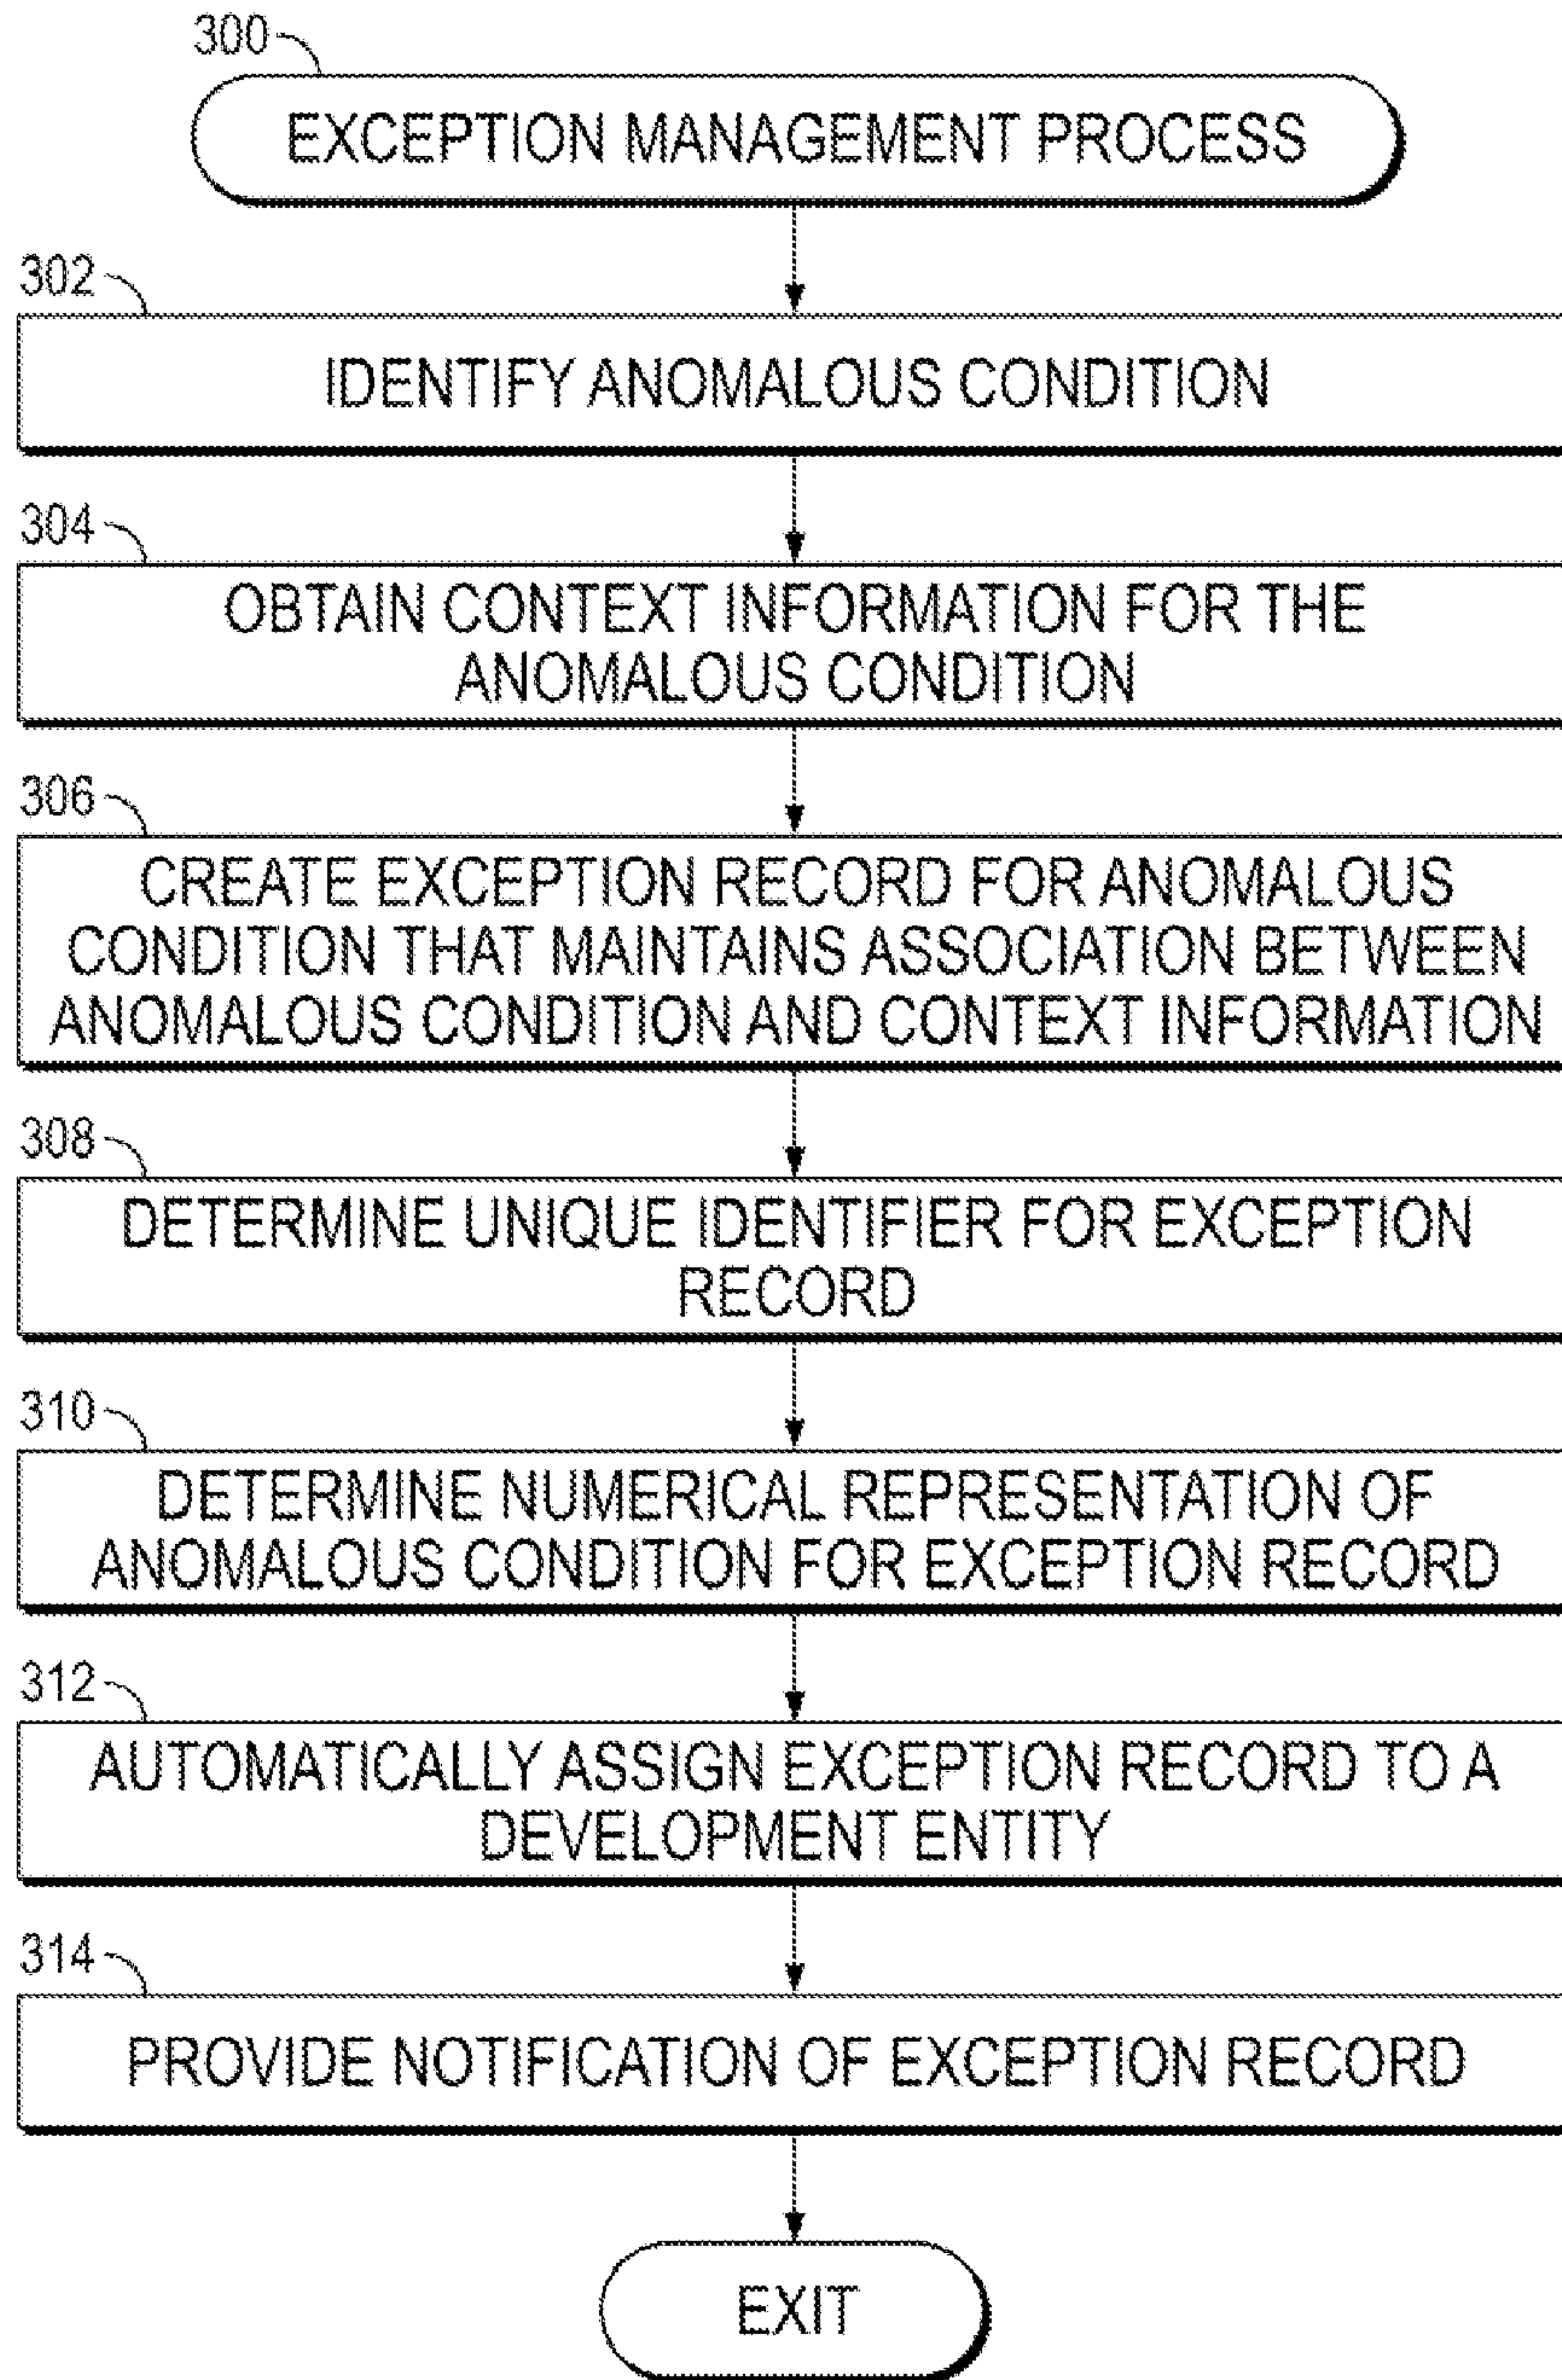 300
EXCEPTION MANAGEMENT PROCESS
302
IDENTIFY ANOMALOUS CONDITION
304
OBTAIN CONTEXT INFORMATION FOR THE
ANOMALOUS CONDITION
306
CREATE EXCEPTION RECORD FOR ANOMALOUS
CONDITION THAT MAINTAINS ASSOCIATION BETWEEN
ANOMALOUS CONDITION AND CONTEXT INFORMATION
308
DETERMINE UNIQUE IDENTIFIER FOR EXCEPTION
RECORD
310
DETERMINE NUMERICAL REPRESENTATION OF
ANOMALOUS CONDITION FOR EXCEPTION RECORD
312
AUTOMATICALLY ASSIGN EXCEPTION RECORD TO A
DEVELOPMENT ENTITY
314
PROVIDE NOTIFICATION OF EXCEPTION RECORD
EXIT